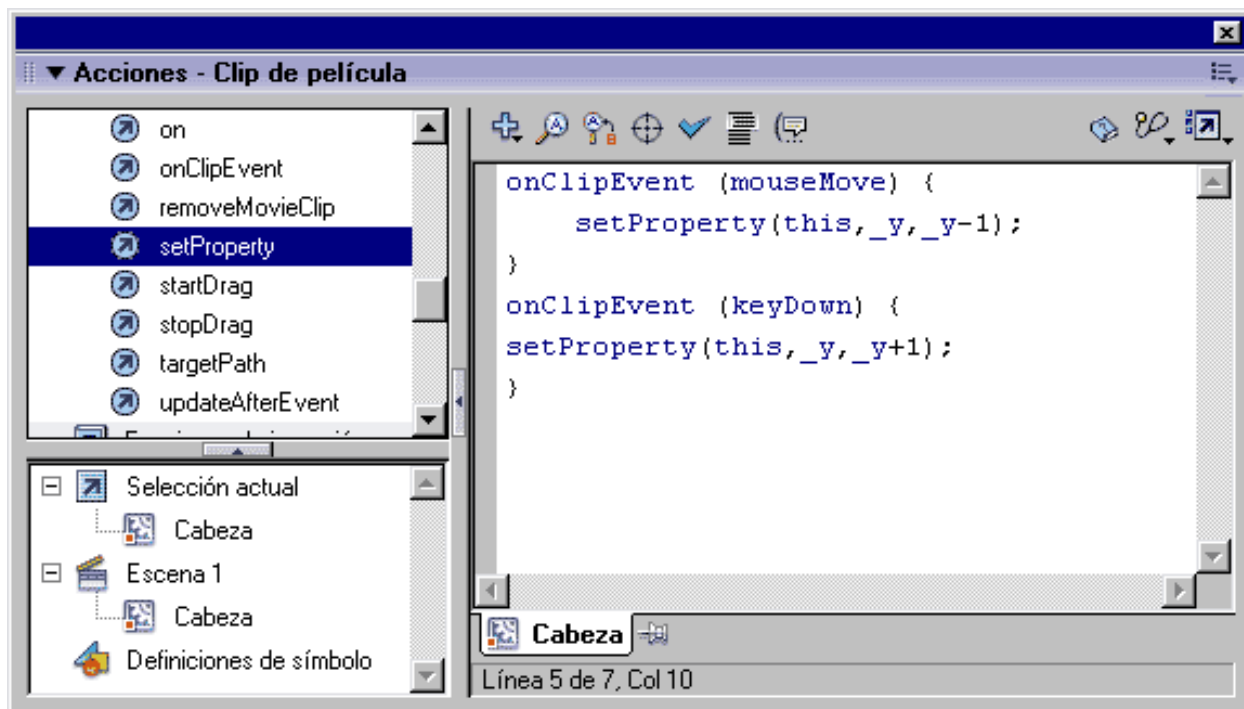 Acciones - Clip de película
on
onClipEvent
removeMovieClip
setProperty
startDrag
stopDrag
targetPath
updateAfterEvent
Selección actual
Cabeza
Escena 1
Cabeza
Definiciones de símbolo
onClipEvent (mouseMove) {
setProperty(this,_y,_y-1);
}
onClipEvent (keyDown) {
setProperty(this,_y,_y+1);
}
Cabeza
Línea 5 de 7, Col 10